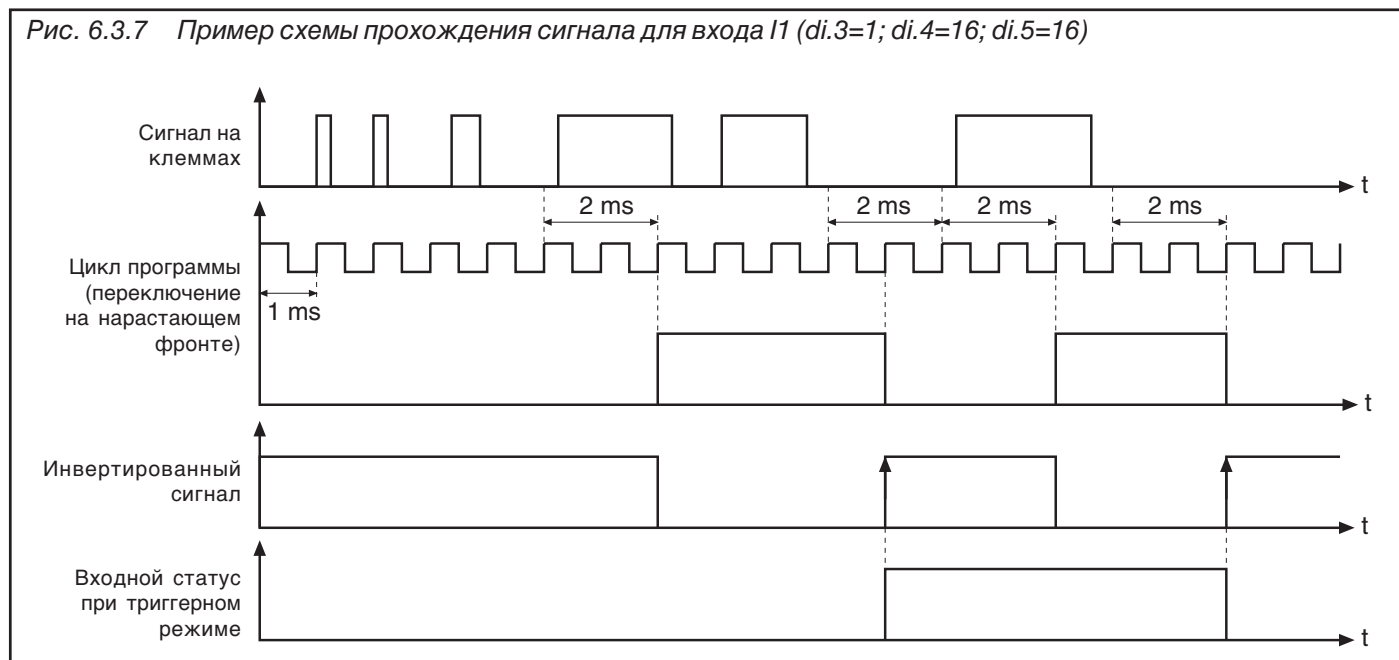 Рис. 6.3.7 Пример схемы прохождения сигнала для входа I1 (di.3=1; di.4=16; di.5=16)
Сигнал на
клеммах
t
2 ms
2 ms
2 ms
2 ms
Цикл программы
(переключение
на нарастающем
фронте)
1 ms
t
Инвертированный
сигнал
t
Входной статус
при триггерном
режиме
t